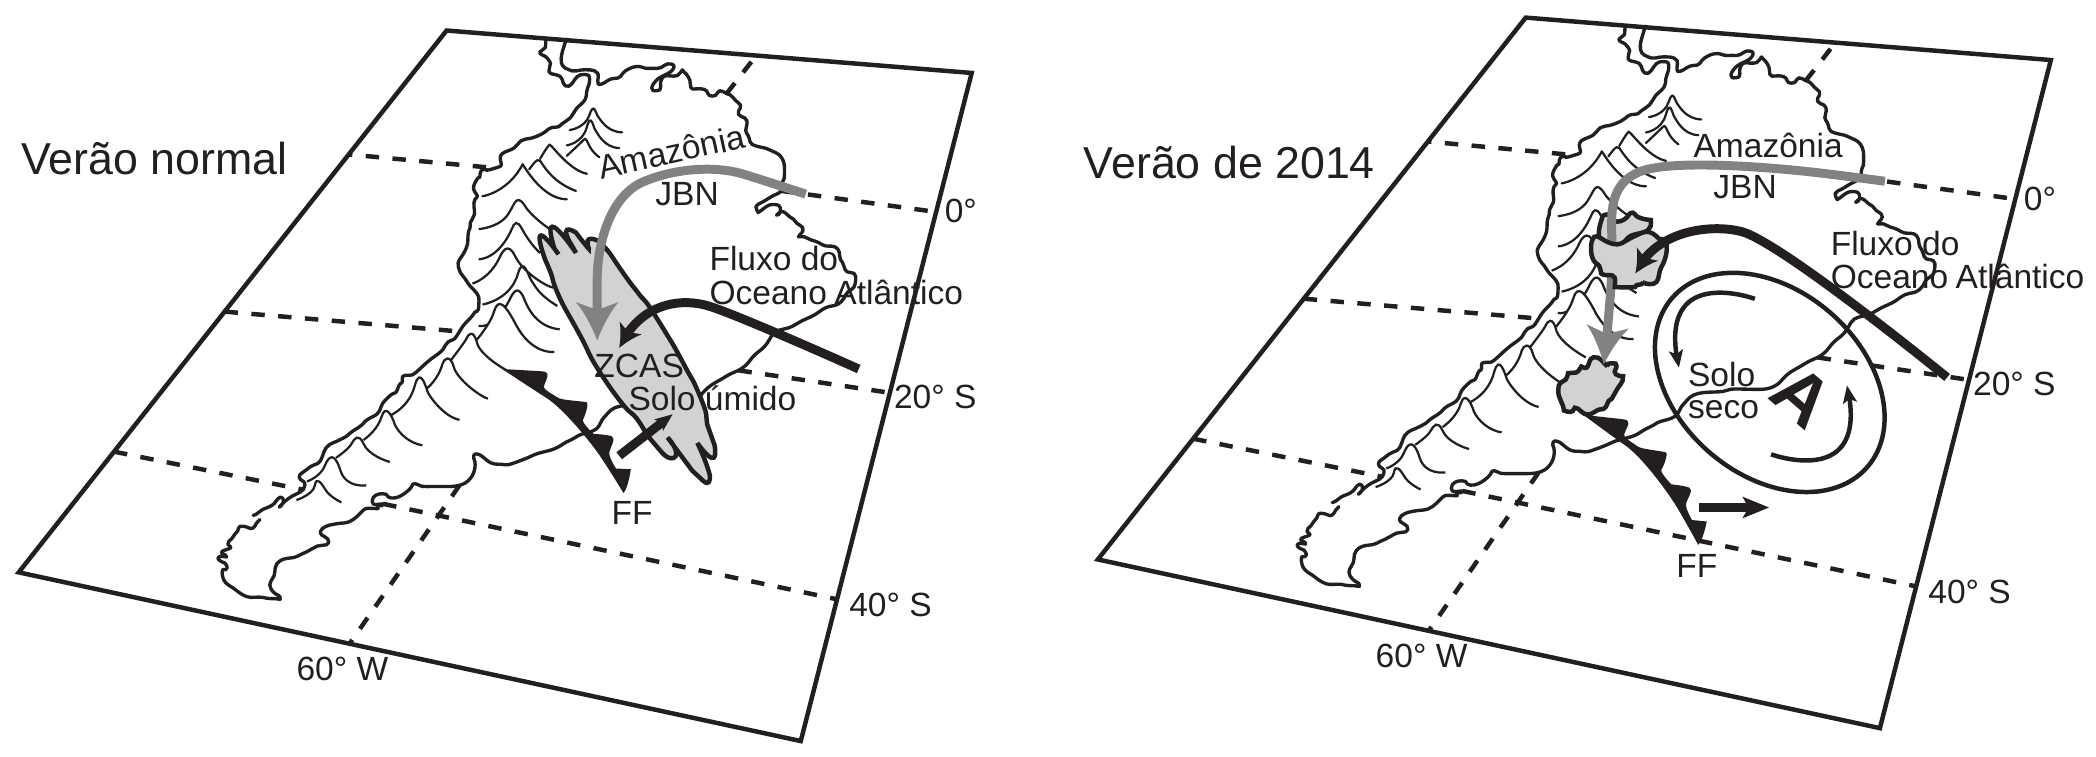 Verão normal
Amazônia
JBN
0°
Fluxo do
Oceano Atlântico
ZCAS
Solo úmido
20° S
FF
40° S
60° W
Verão de 2014
Amazônia
JBN
0°
Fluxo do
Oceano Atlântico
Solo
seco
A
20° S
FF
40° S
60° W